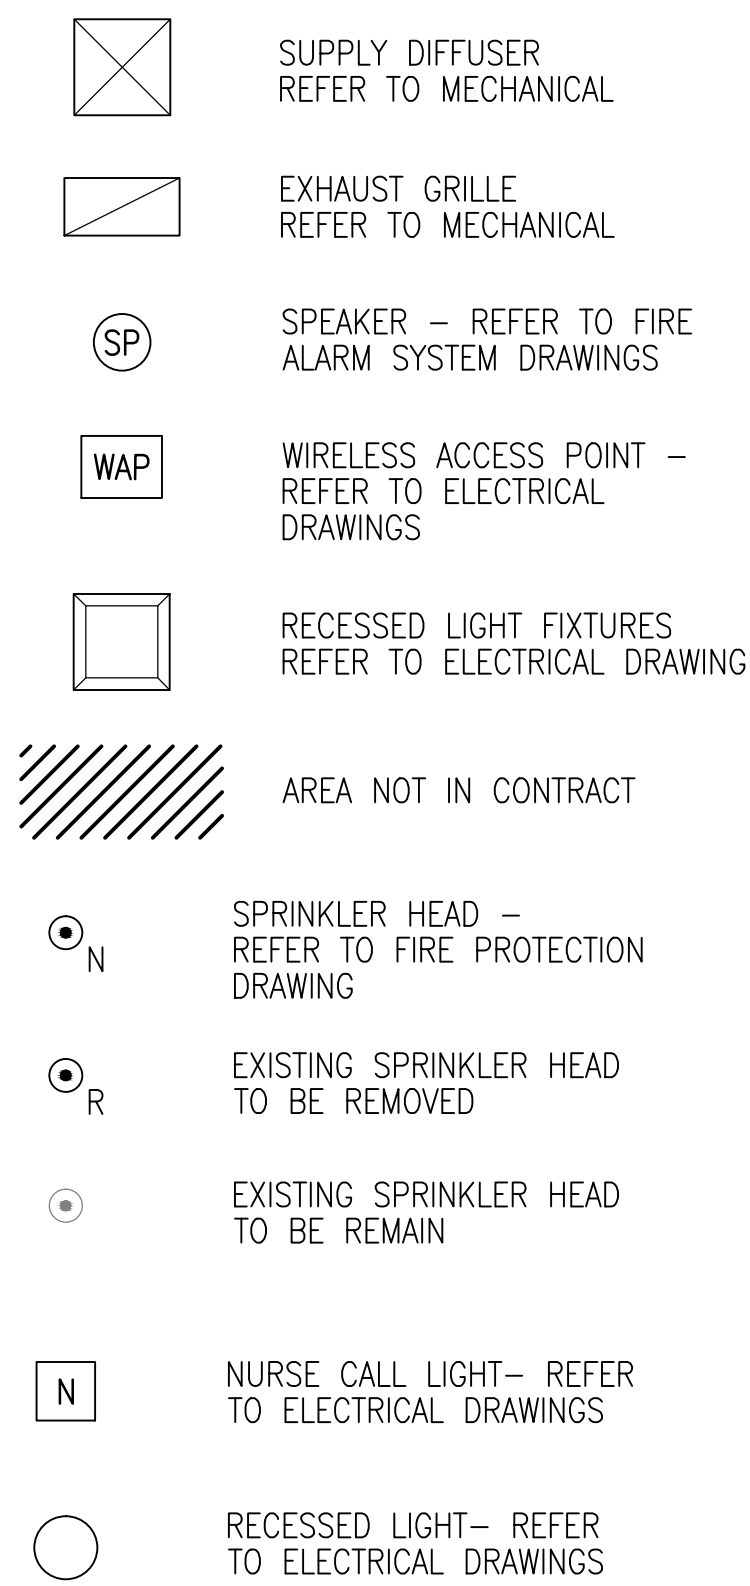 SUPPLY DIFFUSER
REFER TO MECHANICAL
EXHAUST GRILLE
REFER TO MECHANICAL
SP
SPEAKER – REFER TO FIRE
ALARM SYSTEM DRAWINGS
WAP
WIRELESS ACCESS POINT –
REFER TO ELECTRICAL
DRAWINGS
RECESSED LIGHT FIXTURES
REFER TO ELECTRICAL DRAWING
AREA NOT IN CONTRACT
N
SPRINKLER HEAD –
REFER TO FIRE PROTECTION
DRAWING
R
EXISTING SPRINKLER HEAD
TO BE REMOVED
EXISTING SPRINKLER HEAD
TO BE REMAIN
N
NURSE CALL LIGHT– REFER
TO ELECTRICAL DRAWINGS
RECESSED LIGHT– REFER
TO ELECTRICAL DRAWINGS